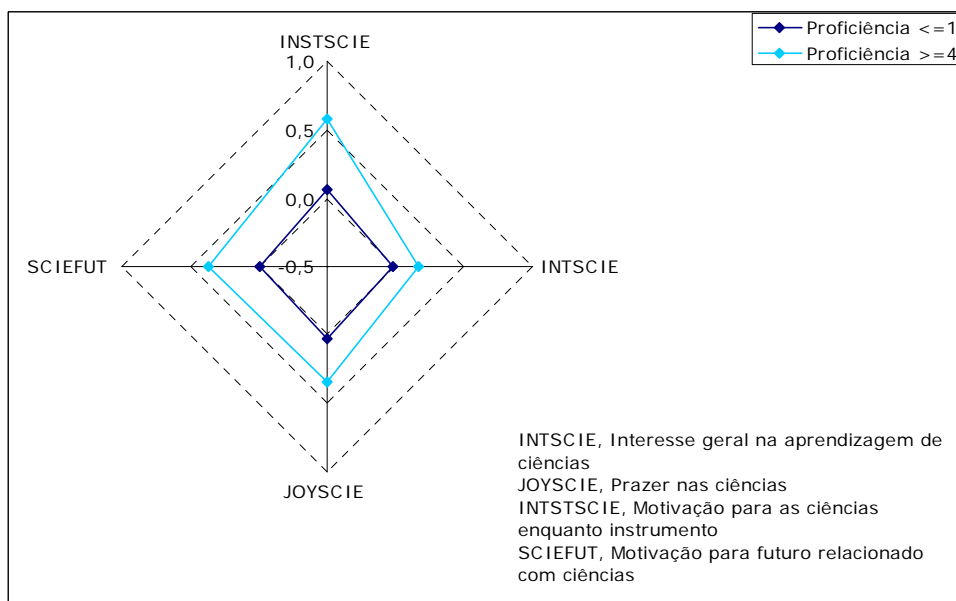 Proficiência <=1
Proficiência >=4
INSTSCIE
1,0
0,5
0,0
-0,5
SCIEFUT
INTSCIE
JOYSCIE
INTSCIE, Interesse geral na aprendizagem de
ciências
JOYSCIE, Prazer nas ciências
INTSTSCIE, Motivação para as ciências
enquanto instrumento
SCIEFUT, Motivação para futuro relacionado
com ciências